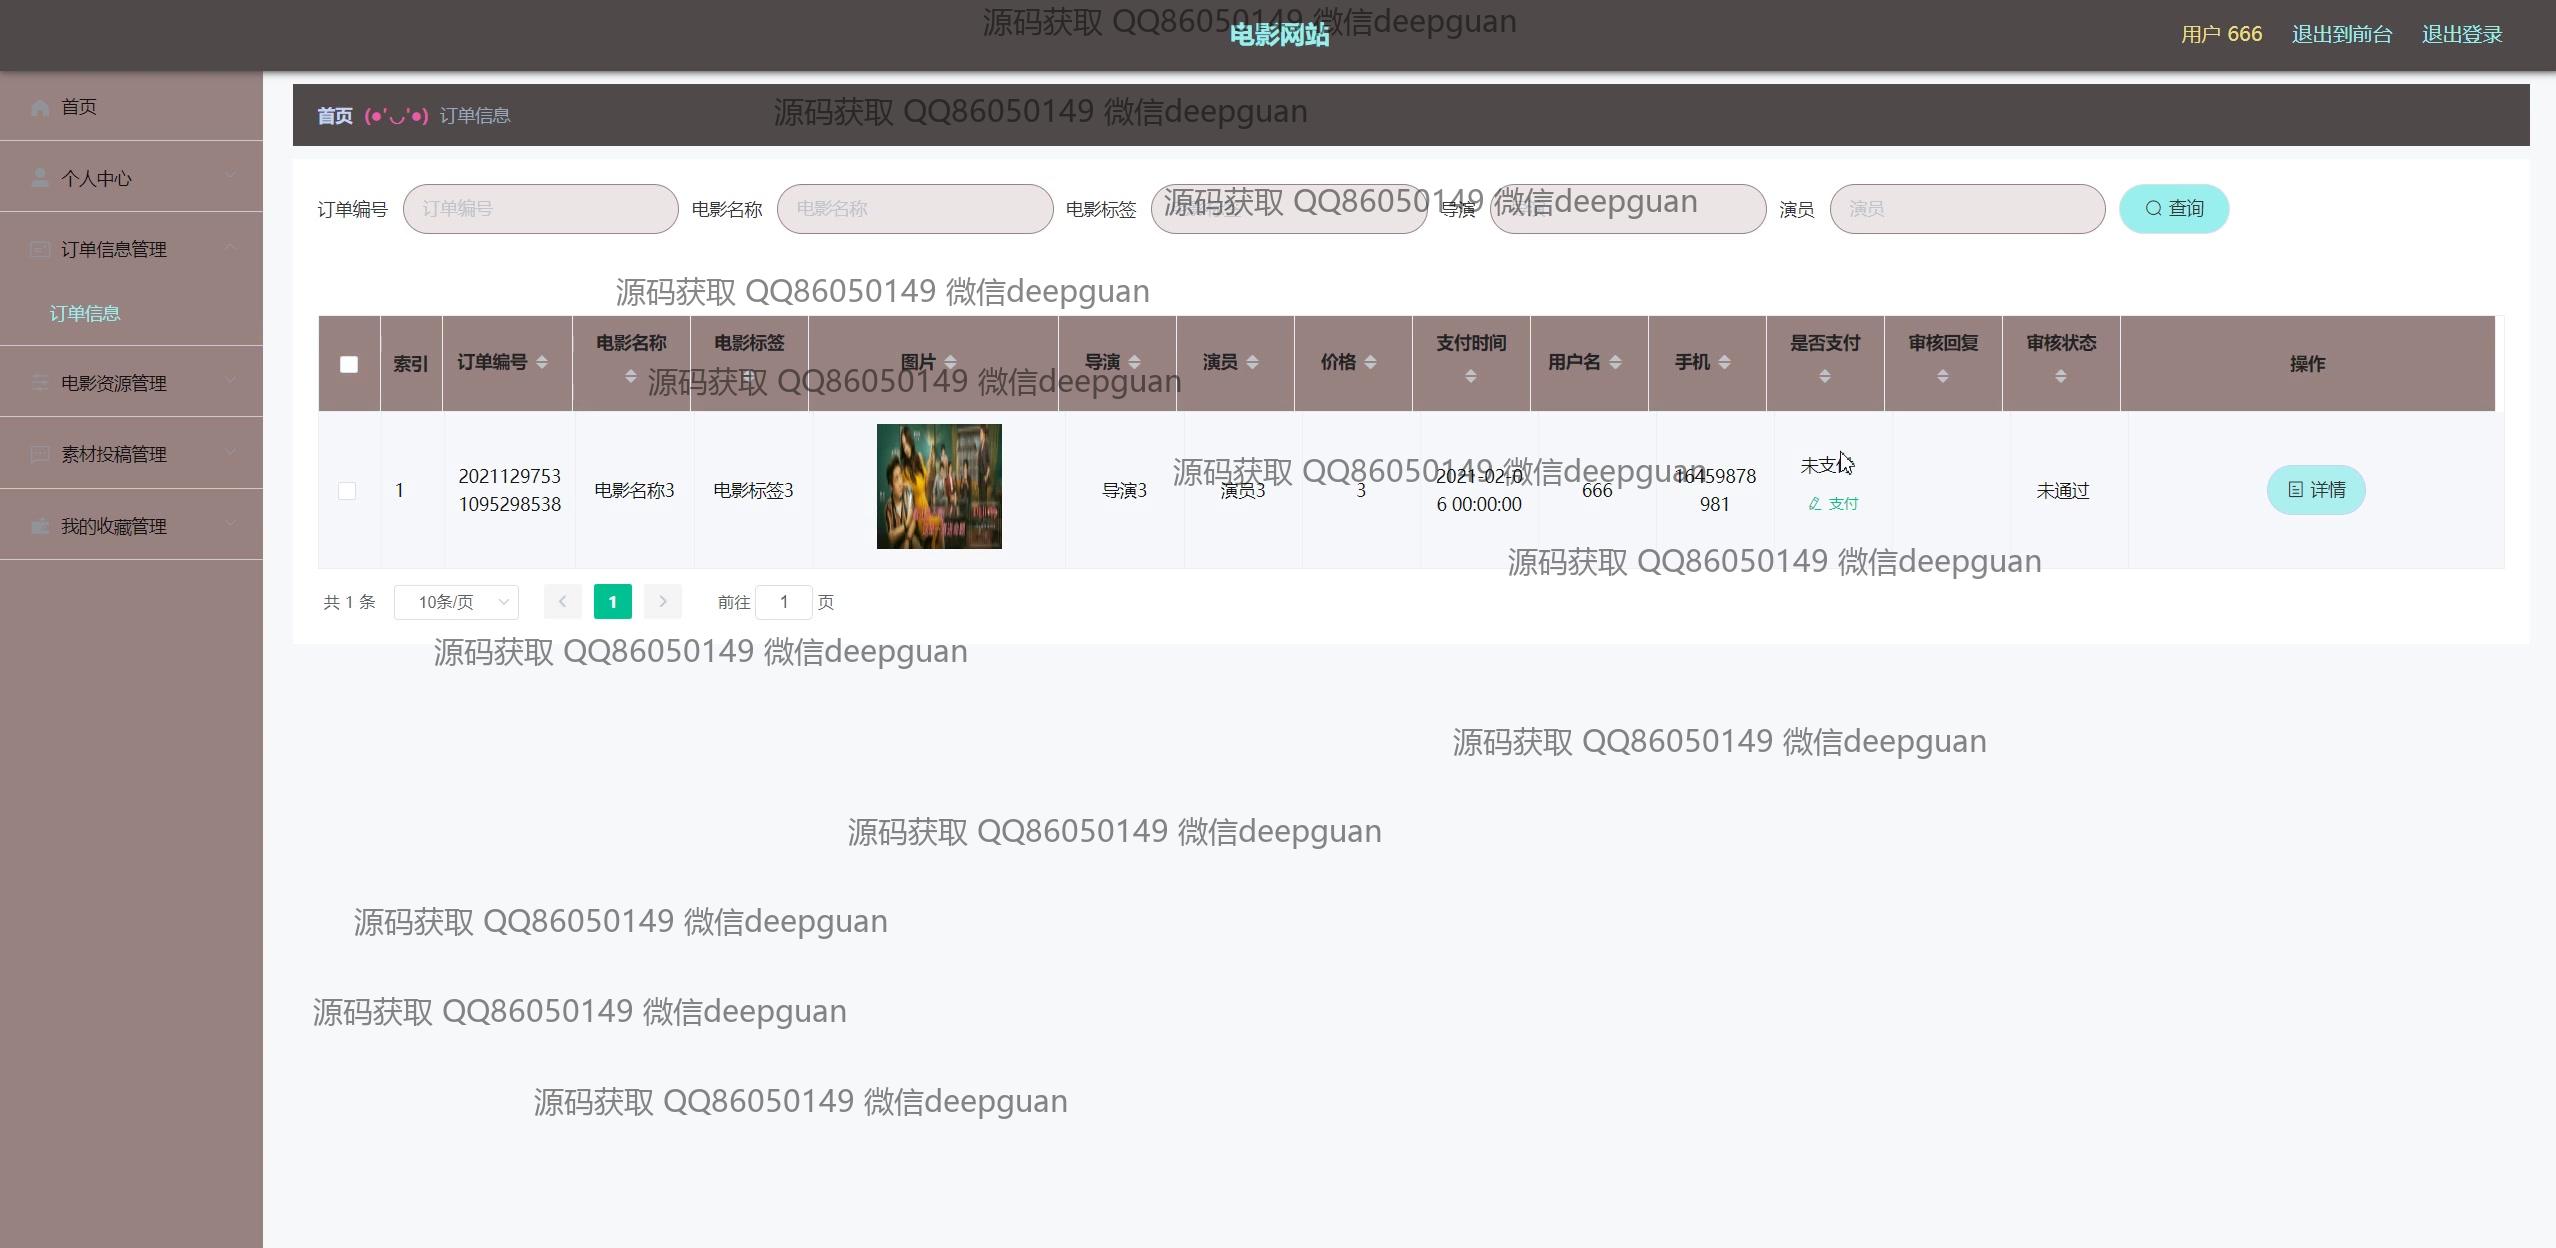 源码获取 QQ86050149 微信deepguan
电影网站
用户 666 退出到前台 退出登录
首页
个人中心
订单信息管理
订单信息
电影资源管理
素材投稿管理
我的收藏管理
首页 (●'◡'●) 订单信息
源码获取 QQ86050149 微信deepguan
订单编号 订单编号 电影名称 电影名称 电影标签 导演 演员 演员 查询
源码获取 QQ86050149 微信deepguan
源码获取 QQ86050149 微信deepguan
索引 订单编号 电影名称 电影标签 图片 导演 演员 价格 支付时间 用户名 手机 是否支付 审核回复 审核状态 操作
源码获取 QQ86050149 微信deepguan
1 2021129753 电影名称3 电影标签3 导演3 演员3 3 2021-02-0 666 16459878 未支付 未通过 详情
1095298538 6 00:00:00 981 支付
源码获取 QQ86050149 微信deepguan
源码获取 QQ86050149 微信deepguan
共 1 条 10条/页 1 前往 1 页
源码获取 QQ86050149 微信deepguan
源码获取 QQ86050149 微信deepguan
源码获取 QQ86050149 微信deepguan
源码获取 QQ86050149 微信deepguan
源码获取 QQ86050149 微信deepguan
源码获取 QQ86050149 微信deepguan